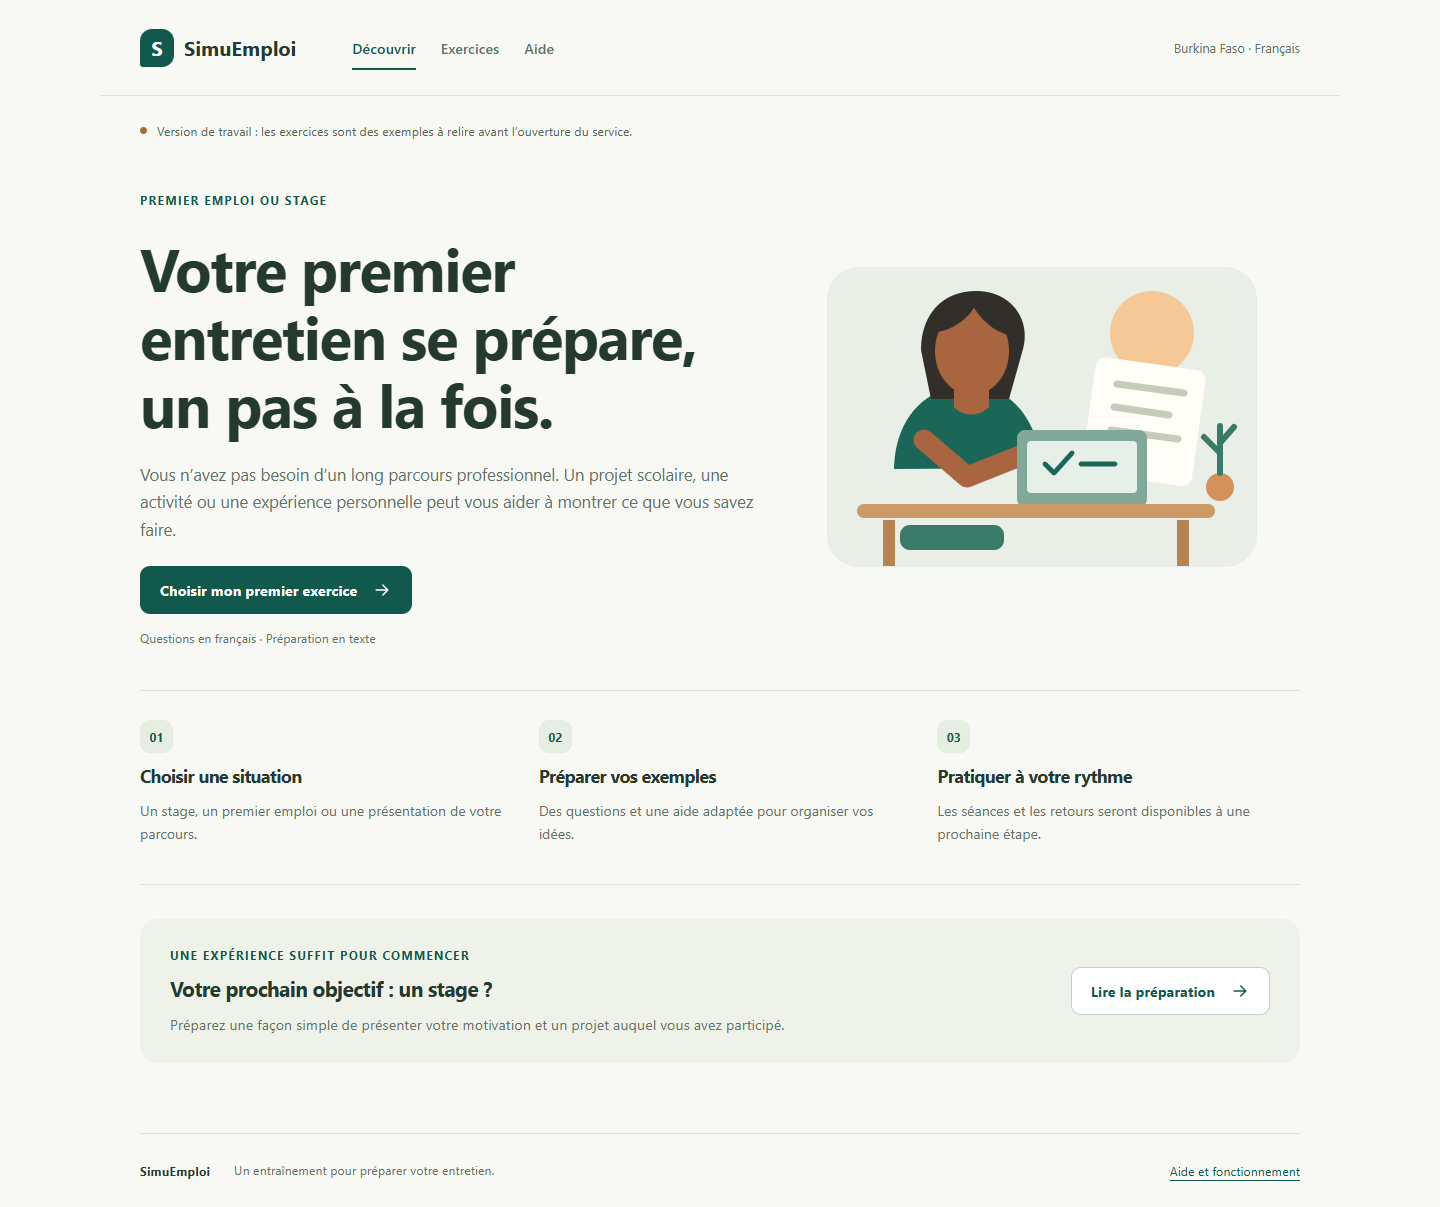 S SimuEmploi Découvrir Exercices Aide Burkina Faso · Français
Version de travail : les exercices sont des exemples à relire avant l’ouverture du service.
PREMIER EMPLOI OU STAGE
Votre premier
entretien se prépare,
un pas à la fois.
Vous n’avez pas besoin d’un long parcours professionnel. Un projet scolaire, une
activité ou une expérience personnelle peut vous aider à montrer ce que vous savez
faire.
Choisir mon premier exercice →
Questions en français · Préparation en texte
01
Choisir une situation
Un stage, un premier emploi ou une présentation de votre
parcours.
02
Préparer vos exemples
Des questions et une aide adaptée pour organiser vos
idées.
03
Pratiquer à votre rythme
Les séances et les retours seront disponibles à une
prochaine étape.
UNE EXPÉRIENCE SUFFIT POUR COMMENCER
Votre prochain objectif : un stage ?
Préparez une façon simple de présenter votre motivation et un projet auquel vous avez participé.
Lire la préparation →
SimuEmploi Un entraînement pour préparer votre entretien. Aide et fonctionnement